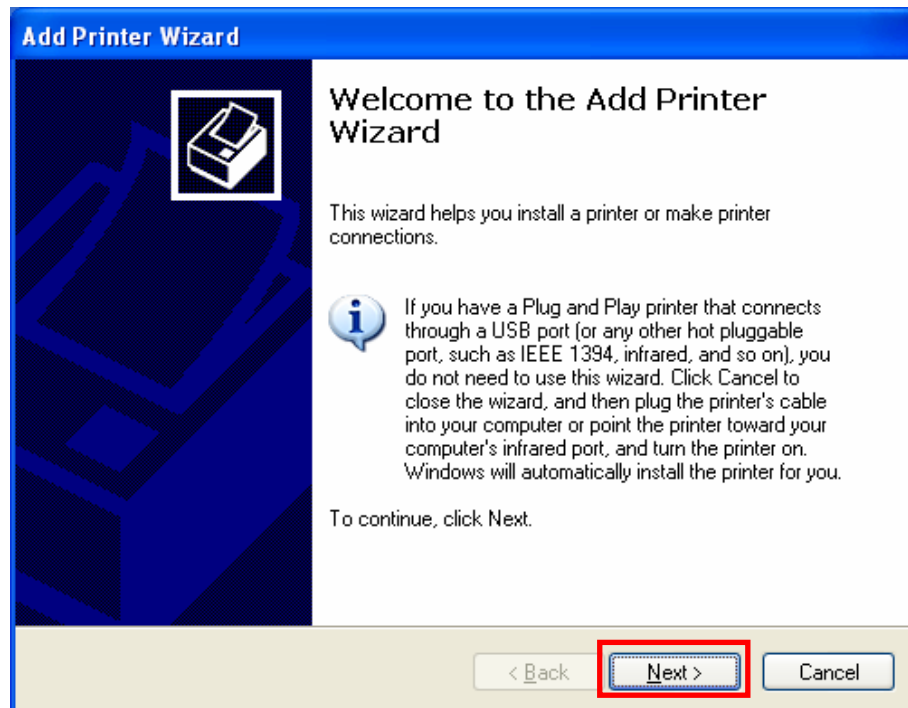 Add Printer Wizard
Welcome to the Add Printer
Wizard
This wizard helps you install a printer or make printer
connections.
If you have a Plug and Play printer that connects
through a USB port (or any other hot pluggable
port, such as IEEE 1394, infrared, and so on), you
do not need to use this wizard. Click Cancel to
close the wizard, and then plug the printer's cable
into your computer or point the printer toward your
computer's infrared port, and turn the printer on.
Windows will automatically install the printer for you.
To continue, click Next.
< Back Next > Cancel